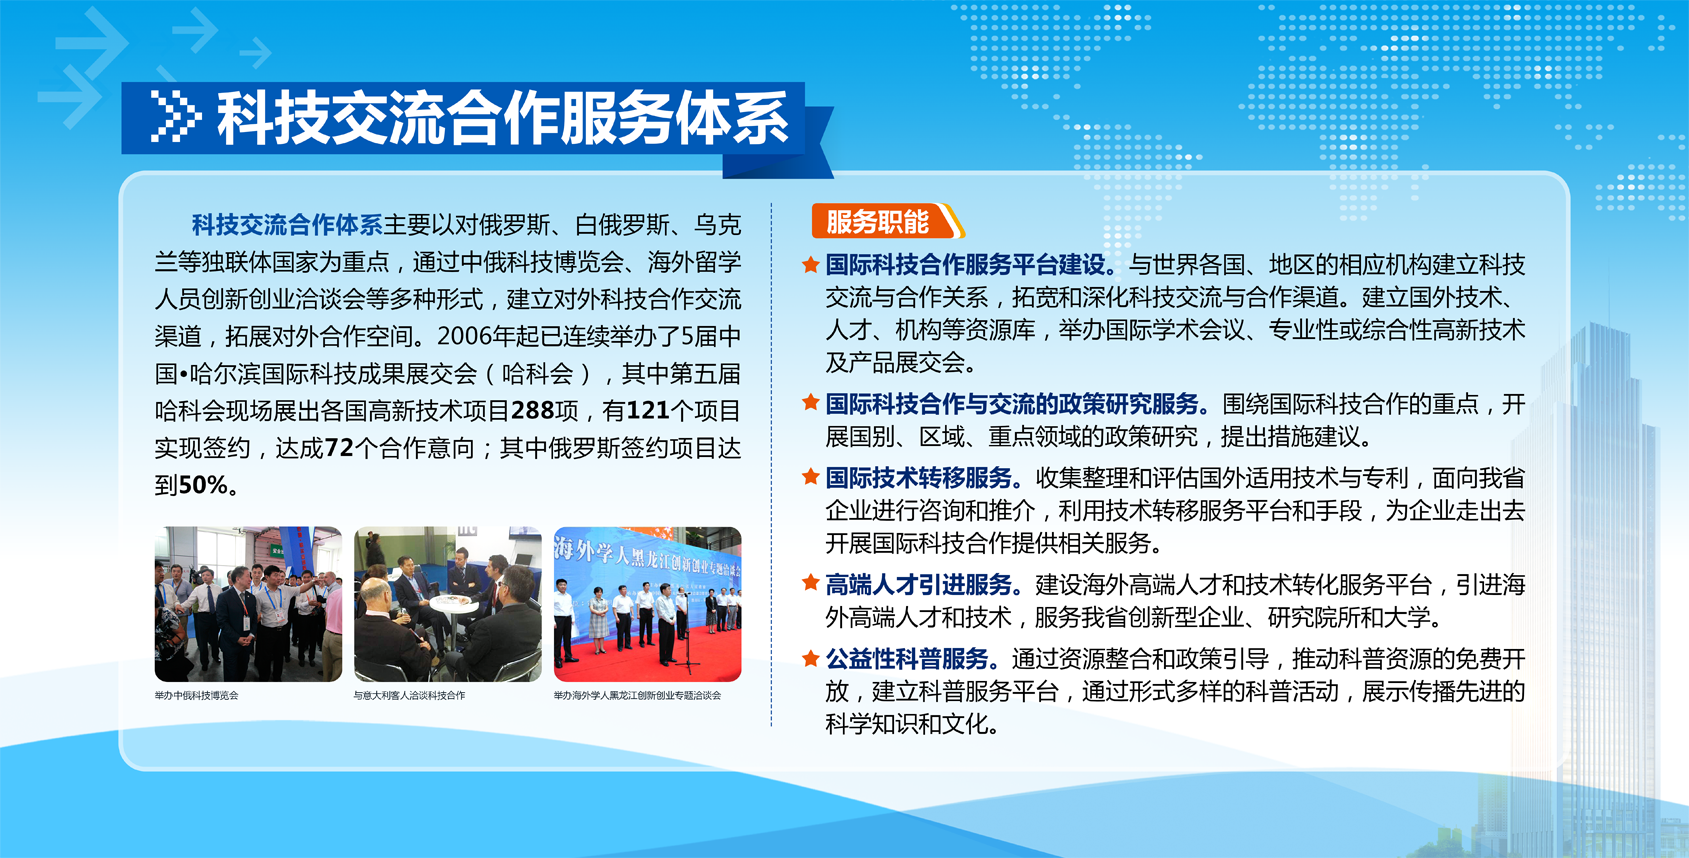 科技交流合作服务体系
科技交流合作体系主要以对俄罗斯、白俄罗斯、乌克
兰等独联体国家为重点，通过中俄科技博览会、海外留学
人员创新创业洽谈会等多种形式，建立对外科技合作交流
渠道，拓展对外合作空间。2006年起已连续举办了5届中
国•哈尔滨国际科技成果展交会（哈科会），其中第五届
哈科会现场展出各国高新技术项目288项，有121个项目
实现签约，达成72个合作意向；其中俄罗斯签约项目达
到50%。
海外学人黑龙江创新创业专题洽谈会
举办中俄科技博览会
与意大利客人洽谈科技合作
举办海外学人黑龙江创新创业专题洽谈会
服务职能
国际科技合作服务平台建设。与世界各国、地区的相应机构建立科技
交流与合作关系，拓宽和深化科技交流与合作渠道。建立国外技术、
人才、机构等资源库，举办国际学术会议、专业性或综合性高新技术
及产品展交会。
国际科技合作与交流的政策研究服务。围绕国际科技合作的重点，开
展国别、区域、重点领域的政策研究，提出措施建议。
国际技术转移服务。收集整理和评估国外适用技术与专利，面向我省
企业进行咨询和推介，利用技术转移服务平台和手段，为企业走出去
开展国际科技合作提供相关服务。
高端人才引进服务。建设海外高端人才和技术转化服务平台，引进海
外高端人才和技术，服务我省创新型企业、研究院所和大学。
公益性科普服务。通过资源整合和政策引导，推动科普资源的免费开
放，建立科普服务平台，通过形式多样的科普活动，展示传播先进的
科学知识和文化。